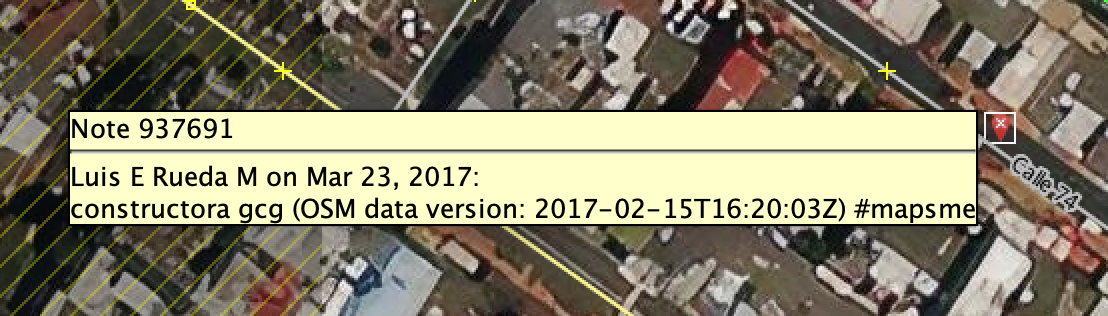 Note 937691
Luis E Rueda M on Mar 23, 2017:
constructora gcg (OSM data version: 2017-02-15T16:20:03Z) #mapsme
Calle 74